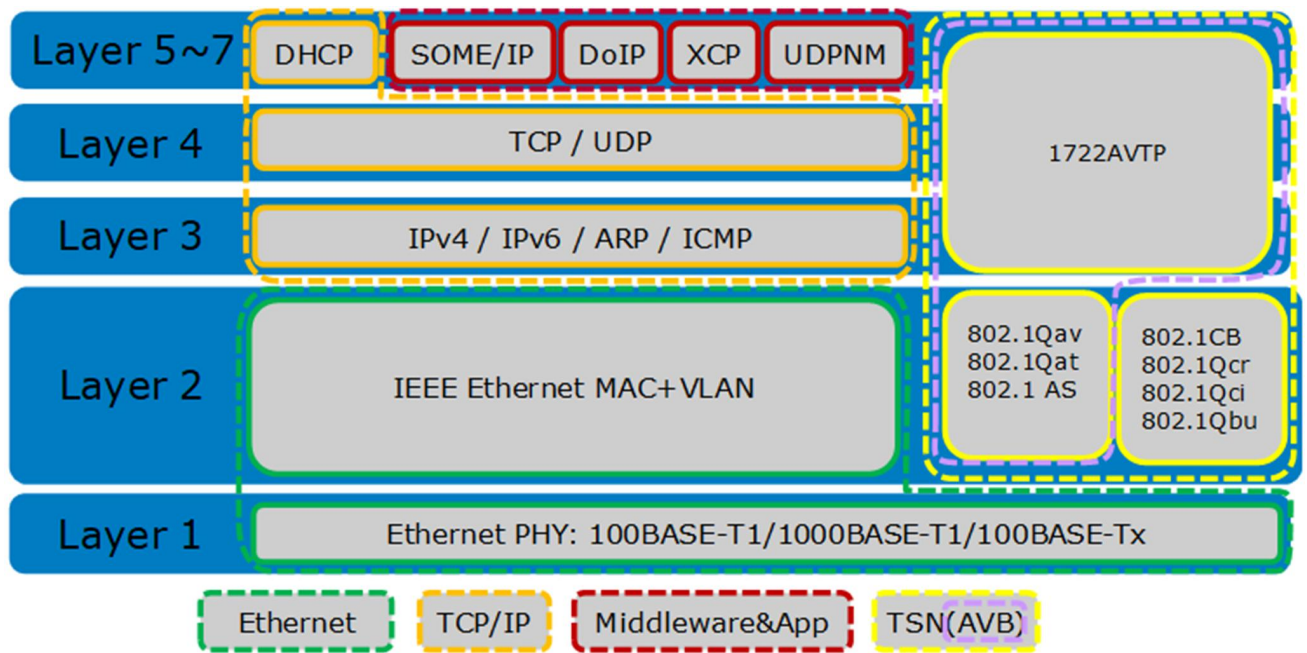 Layer 5~7
DHCP
SOME/IP
DoIP
XCP
UDPNM
Layer 4
TCP / UDP
1722AVTP
Layer 3
IPv4 / IPv6 / ARP / ICMP
Layer 2
IEEE Ethernet MAC+VLAN
802.1Qav
802.1Qat
802.1 AS
802.1CB
802.1Qcr
802.1Qci
802.1Qbu
Layer 1
Ethernet PHY: 100BASE-T1/1000BASE-T1/100BASE-Tx
Ethernet
TCP/IP
Middleware&App
TSN(AVB)